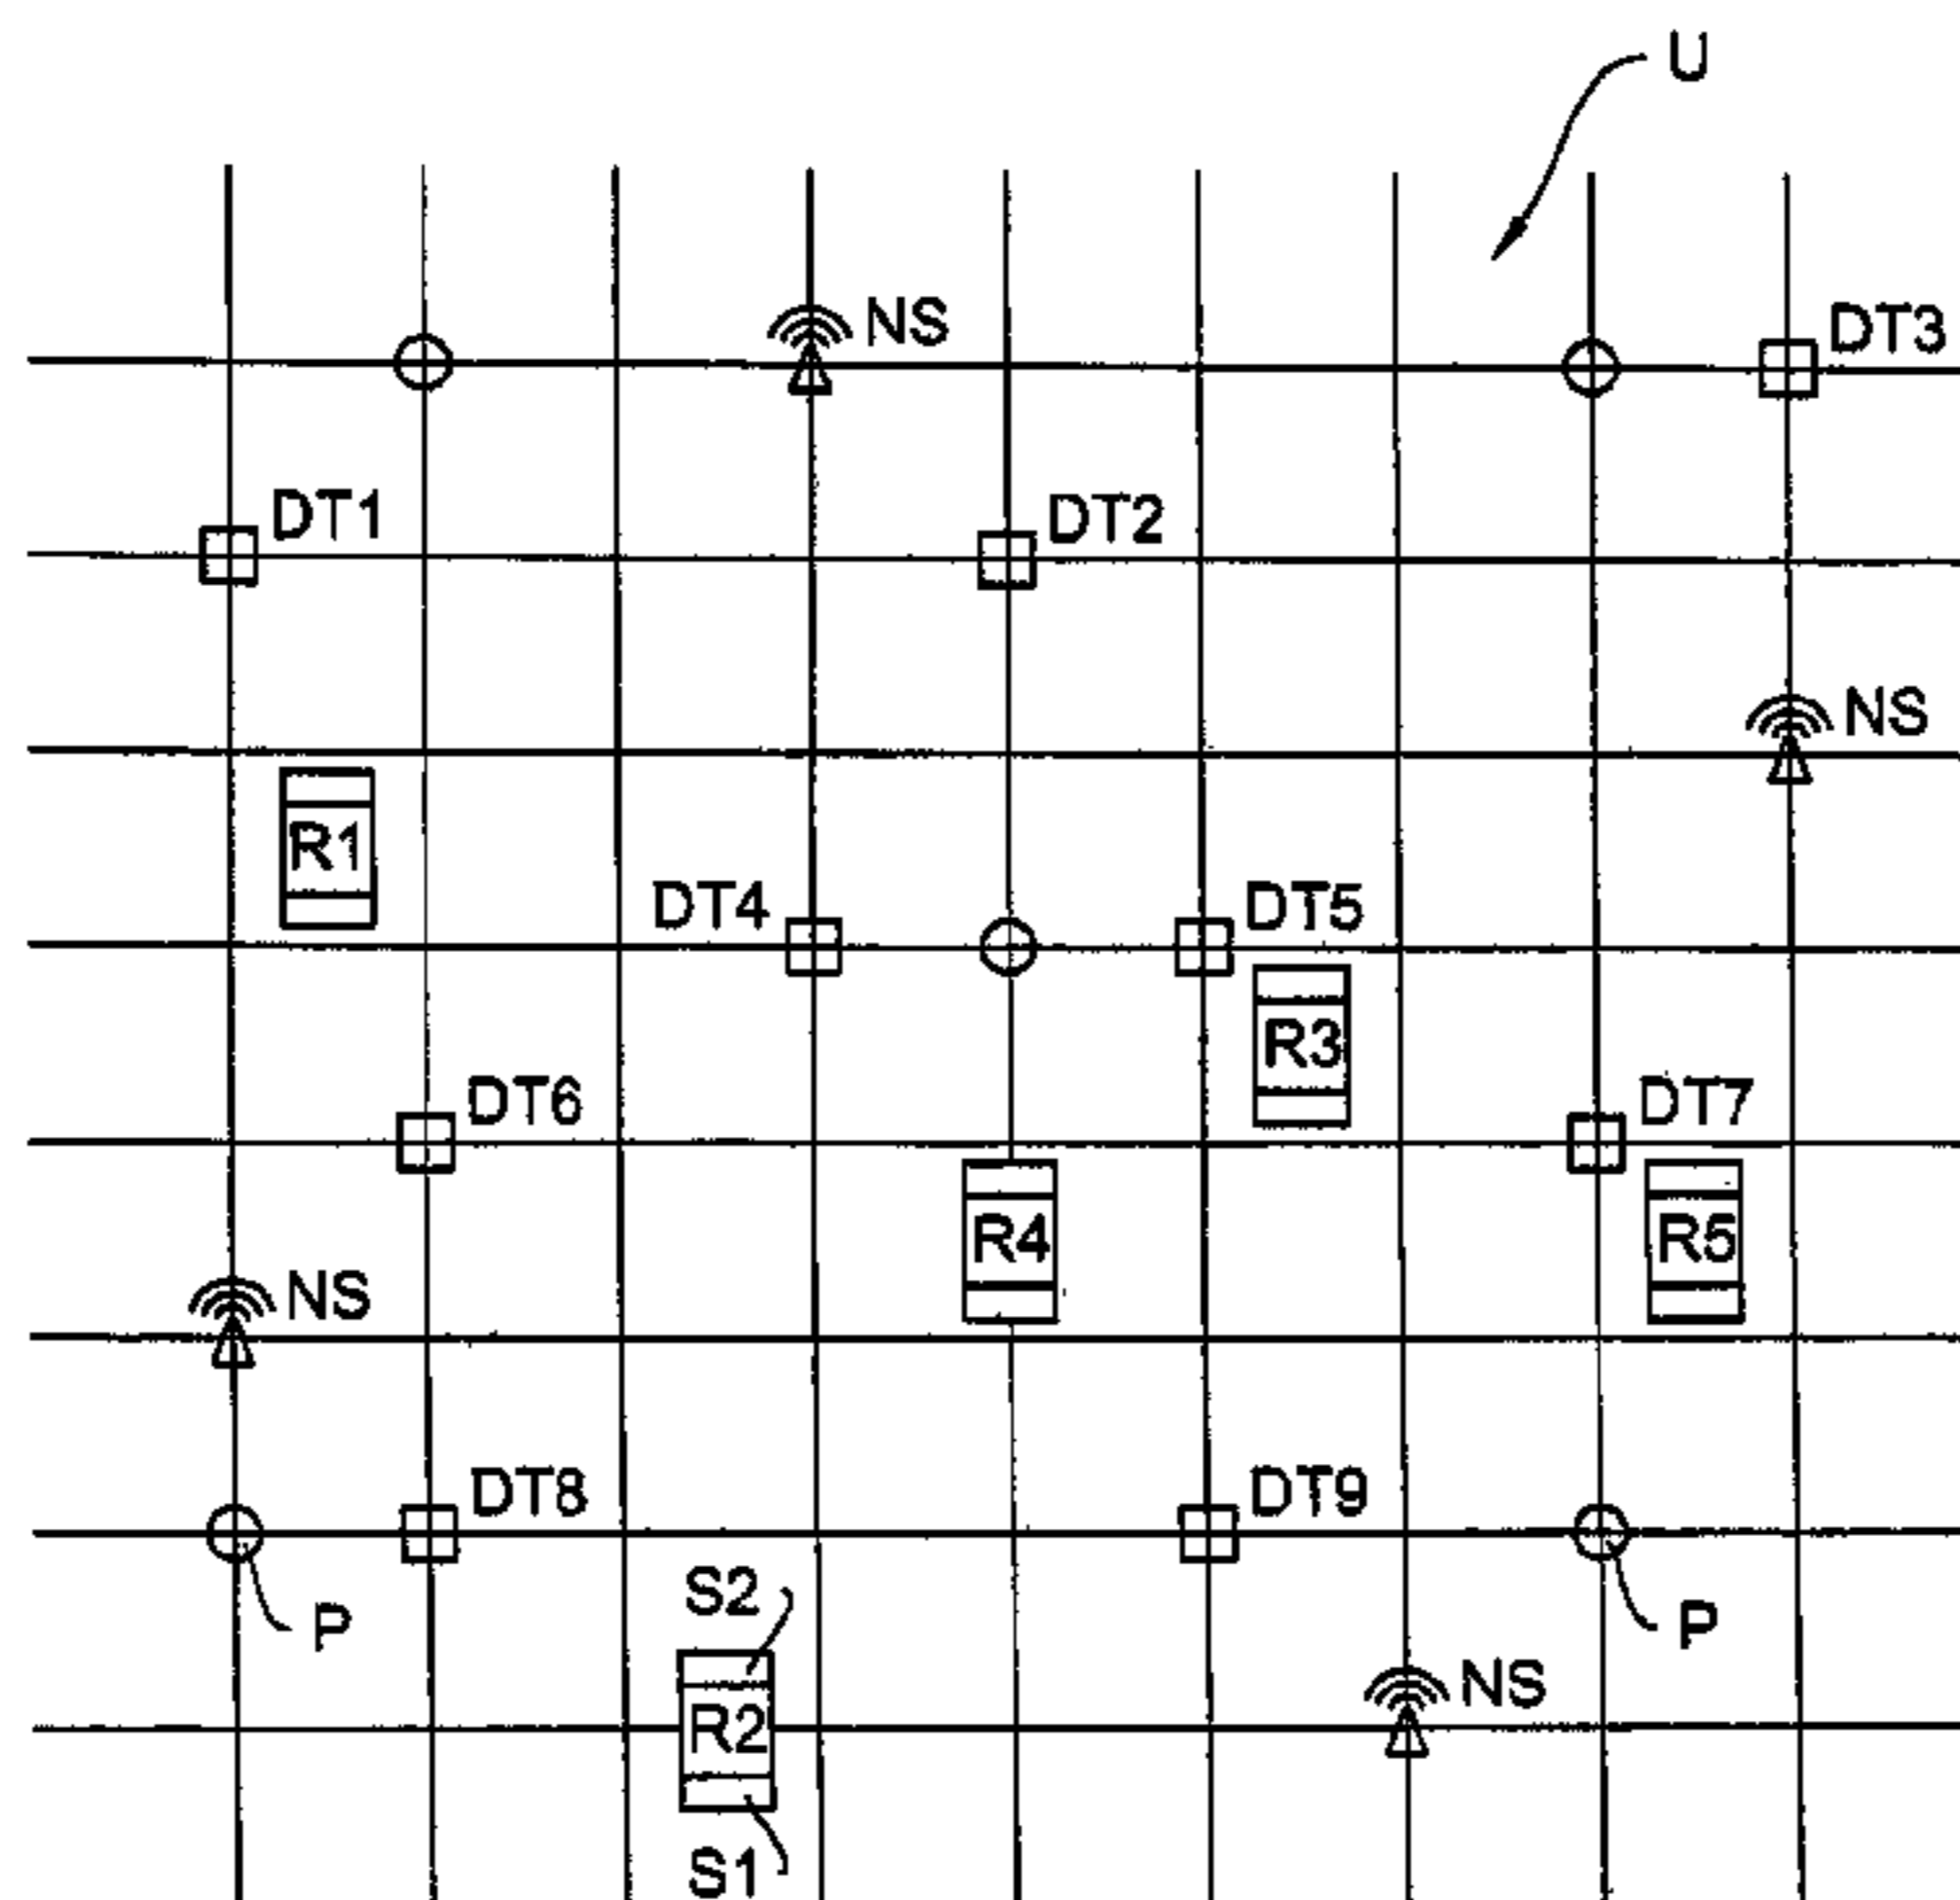 U
NS
DT3
DT1
DT2
NS
R1
DT4
DT5
R3
DT6
DT7
R4
R5
NS
DT8
DT9
S2
P
P
R2
NS
S1